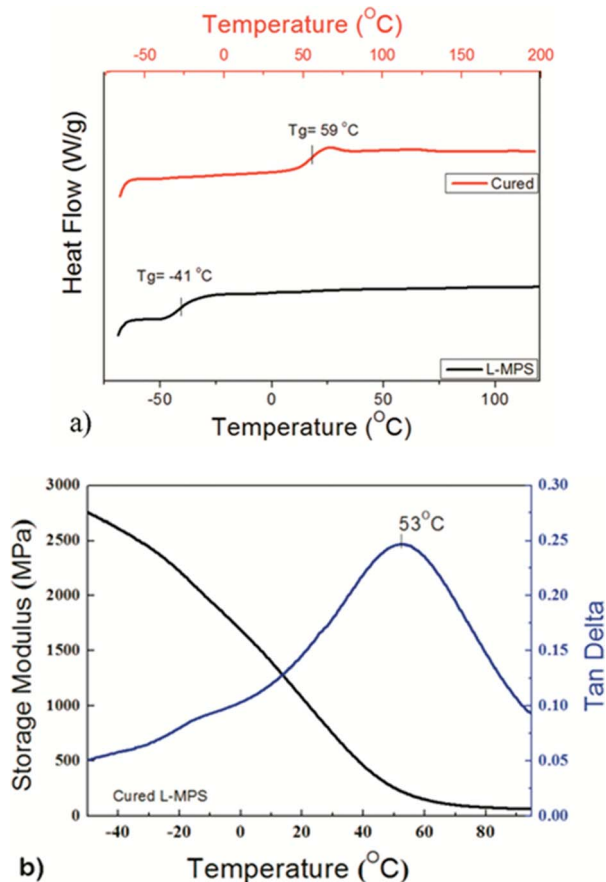 Temperature (°C)
-50 0 50 100 150 200
Tg= 59 °C
Cured
Heat Flow (W/g)
Tg= -41 °C
L-MPS
-50 0 50 100
a) Temperature (°C)
3000 0.30
2500 0.25
2000 0.20
1500 0.15
1000 0.10
500 0.05
0 0.00
53°C
Storage Modulus (MPa)
Tan Delta
Cured L-MPS
-40 -20 0 20 40 60 80
b) Temperature (°C)